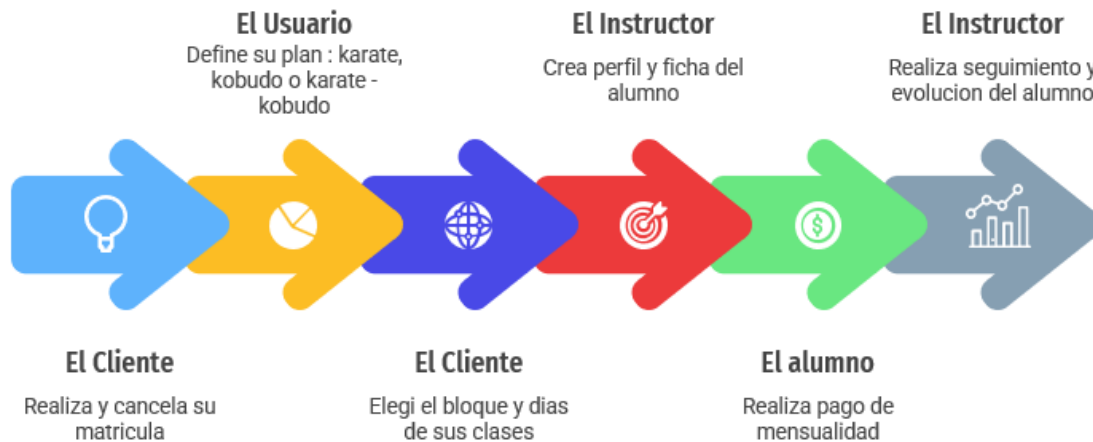 El Usuario
Define su plan : karate,
kobudo o karate -
kobudo
El Instructor
Crea perfil y ficha del
alumno
El Instructor
Realiza seguimiento y
evolucion del alumno
$
El Cliente
Realiza y cancela su
matricula
El Cliente
Elegi el bloque y dias
de sus clases
El alumno
Realiza pago de
mensualidad